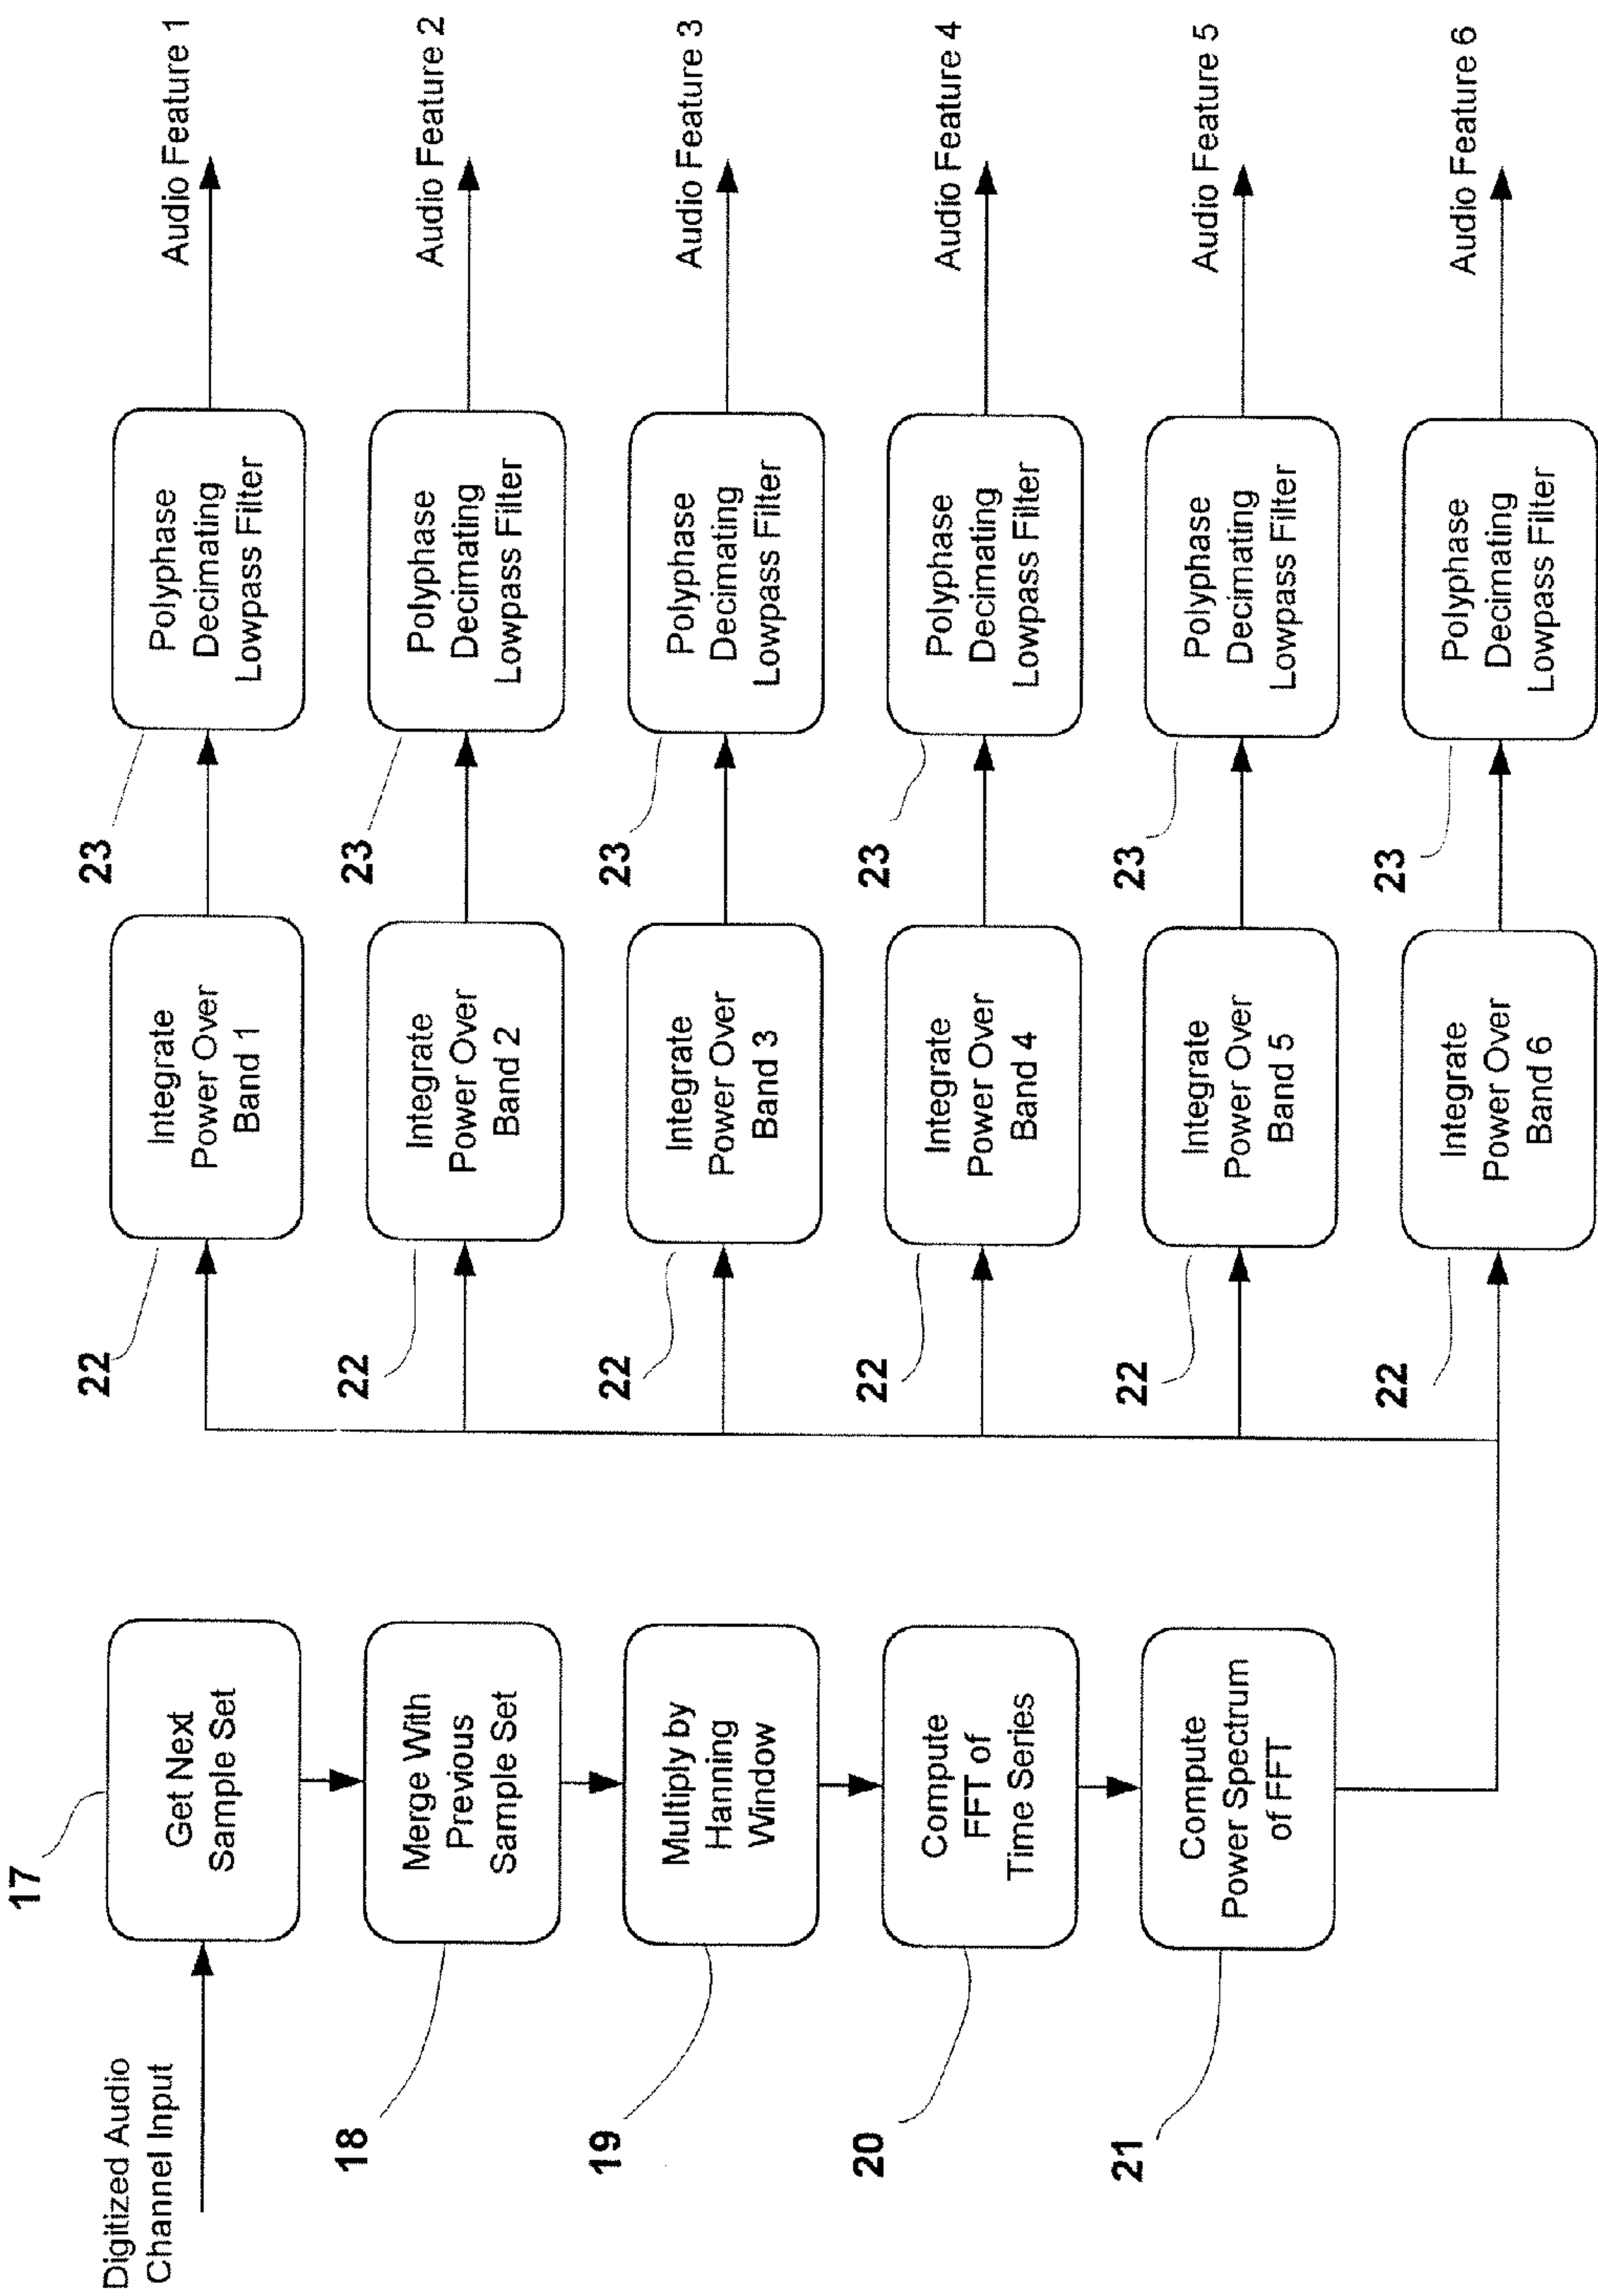 Digitized Audio
Channel Input
17
Get Next
Sample Set
18
Merge With
Previous
Sample Set
19
Multiply by
Hanning
Window
20
Compute
FFT of
Time Series
21
Compute
Power Spectrum
of FFT
22
Integrate
Power Over
Band 1
23
Polyphase
Decimating
Lowpass Filter
Audio Feature 1
22
Integrate
Power Over
Band 2
23
Polyphase
Decimating
Lowpass Filter
Audio Feature 2
22
Integrate
Power Over
Band 3
23
Polyphase
Decimating
Lowpass Filter
Audio Feature 3
22
Integrate
Power Over
Band 4
23
Polyphase
Decimating
Lowpass Filter
Audio Feature 4
22
Integrate
Power Over
Band 5
23
Polyphase
Decimating
Lowpass Filter
Audio Feature 5
22
Integrate
Power Over
Band 6
23
Polyphase
Decimating
Lowpass Filter
Audio Feature 6